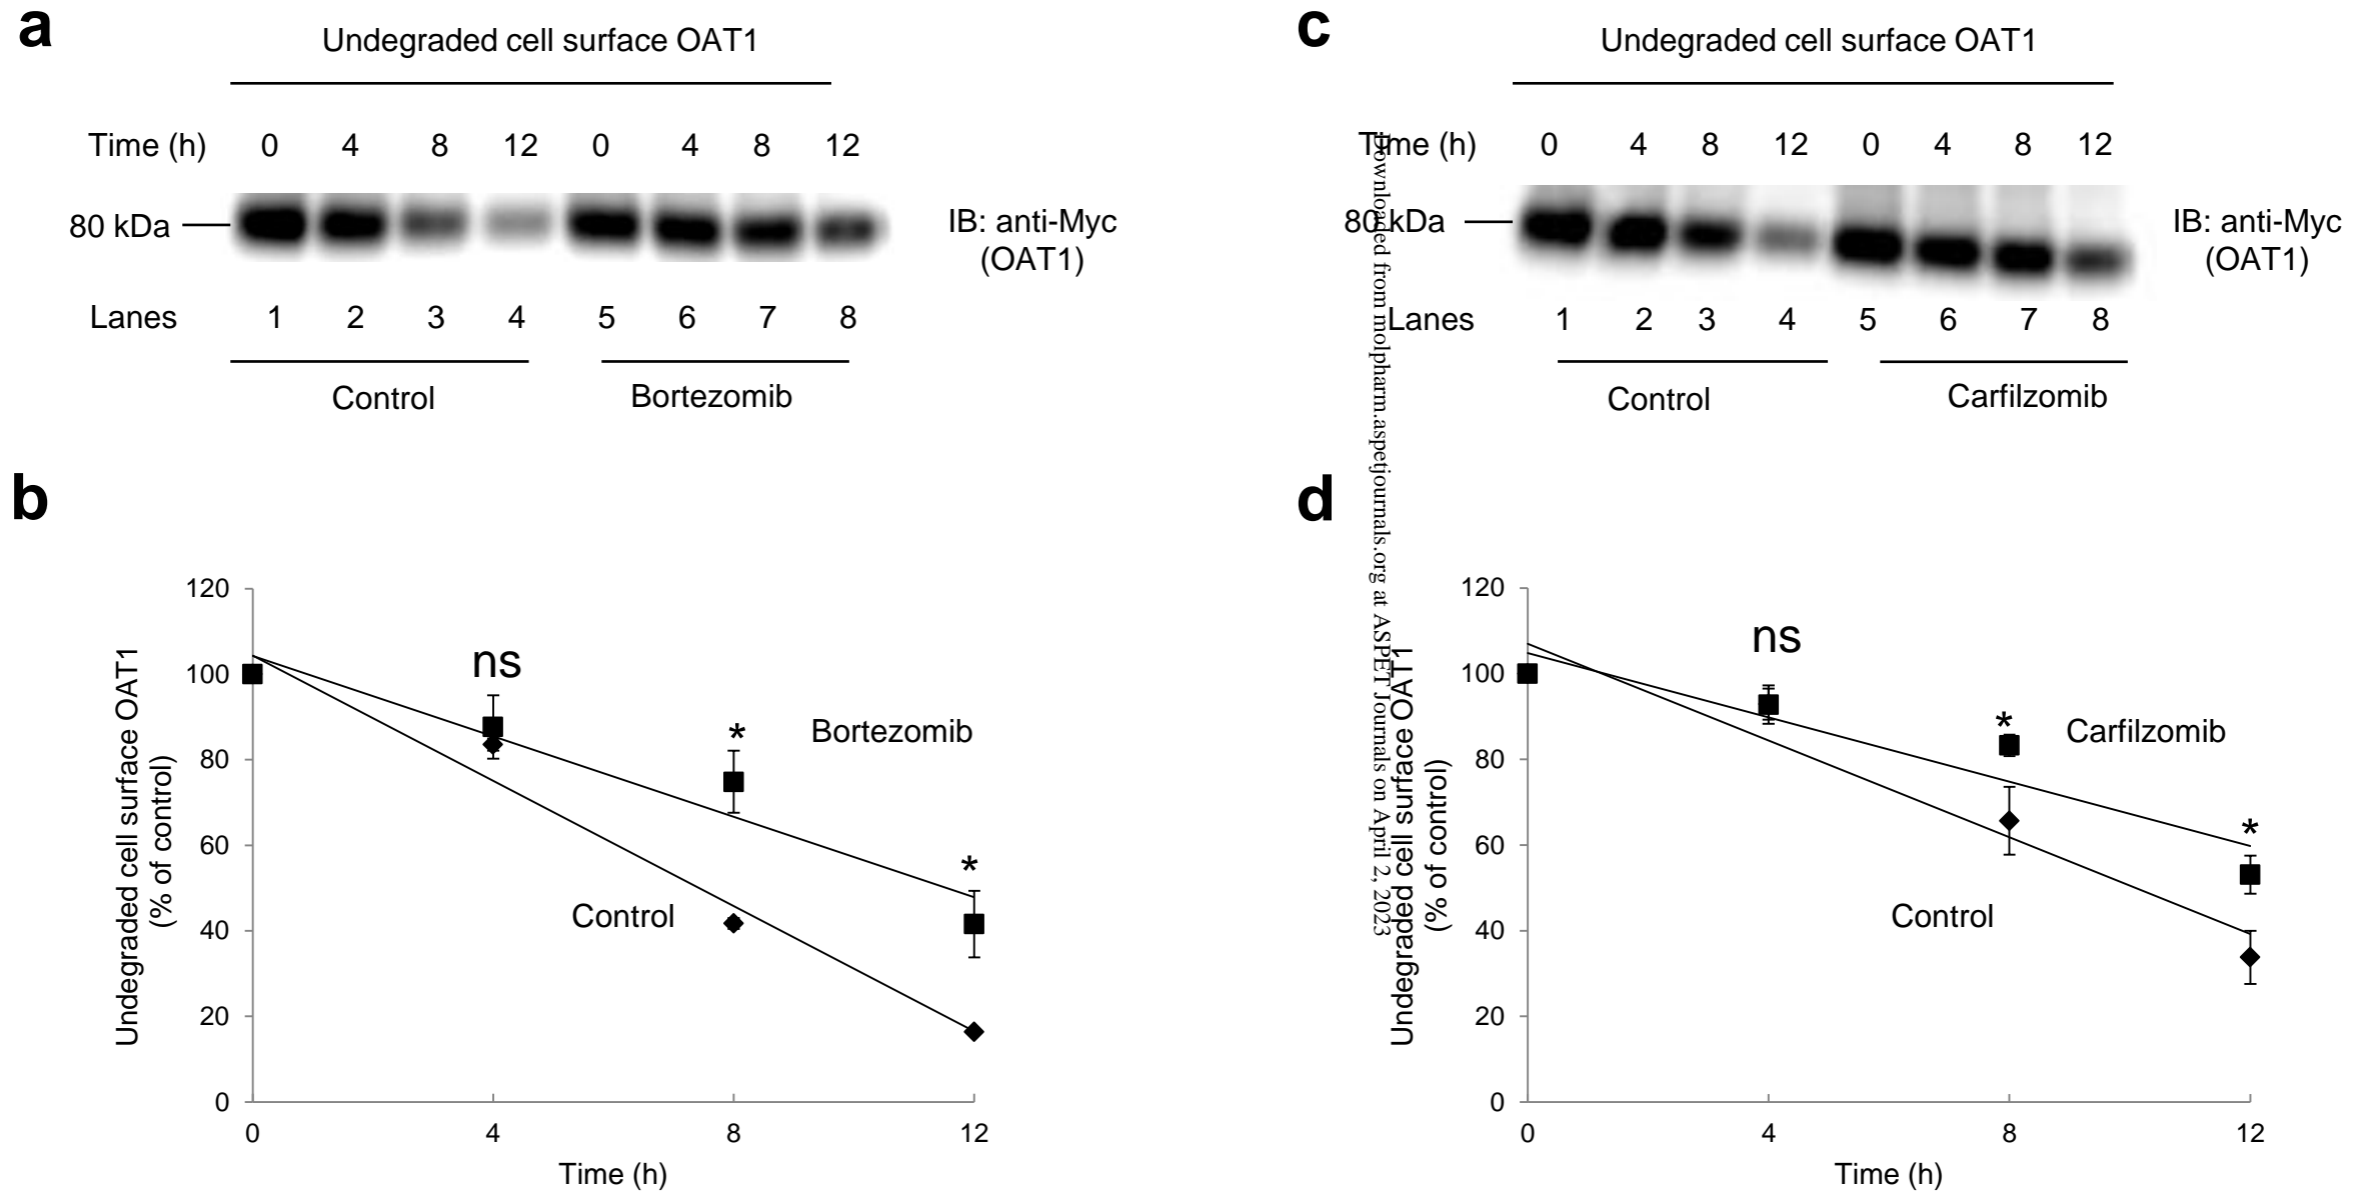 a
Undegraded cell surface OAT1
Time (h) 0 4 8 12 0 4 8 12
80 kDa
IB: anti-Myc
(OAT1)
Lanes 1 2 3 4 5 6 7 8
Control Bortezomib
c
Undegraded cell surface OAT1
Time (h) 0 4 8 12 0 4 8 12
80 kDa
IB: anti-Myc
(OAT1)
Lanes 1 2 3 4 5 6 7 8
Control Carfilzomib
b
Undegraded cell surface OAT1
(% of control)
120
100
80
60
40
20
0
ns
*
*
Bortezomib
Control
0 4 8 12
Time (h)
d
Undegraded cell surface OAT1
(% of control)
120
100
80
60
40
20
0
ns
*
*
Carfilzomib
Control
0 4 8 12
Time (h)
Downloaded from molpharm.aspetjournals.org at ASPET Journals on April 2, 2023